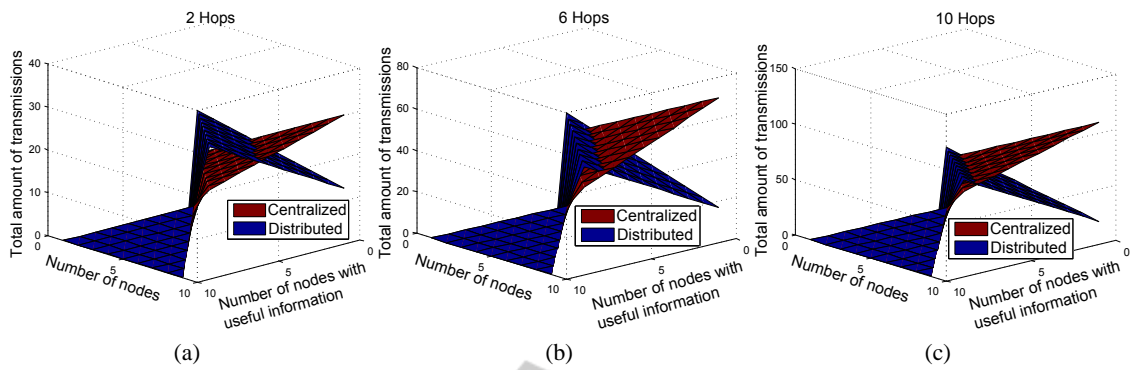 2 Hops
Total amount of transmissions
40
30
20
10
0
0
5
10
Number of nodes
10
5
0
Number of nodes with
useful information
Centralized
Distributed
(a)
6 Hops
Total amount of transmissions
80
60
40
20
0
0
5
10
Number of nodes
10
5
0
Number of nodes with
useful information
Centralized
Distributed
(b)
10 Hops
Total amount of transmissions
150
100
50
0
0
5
10
Number of nodes
10
5
0
Number of nodes with
useful information
Centralized
Distributed
(c)